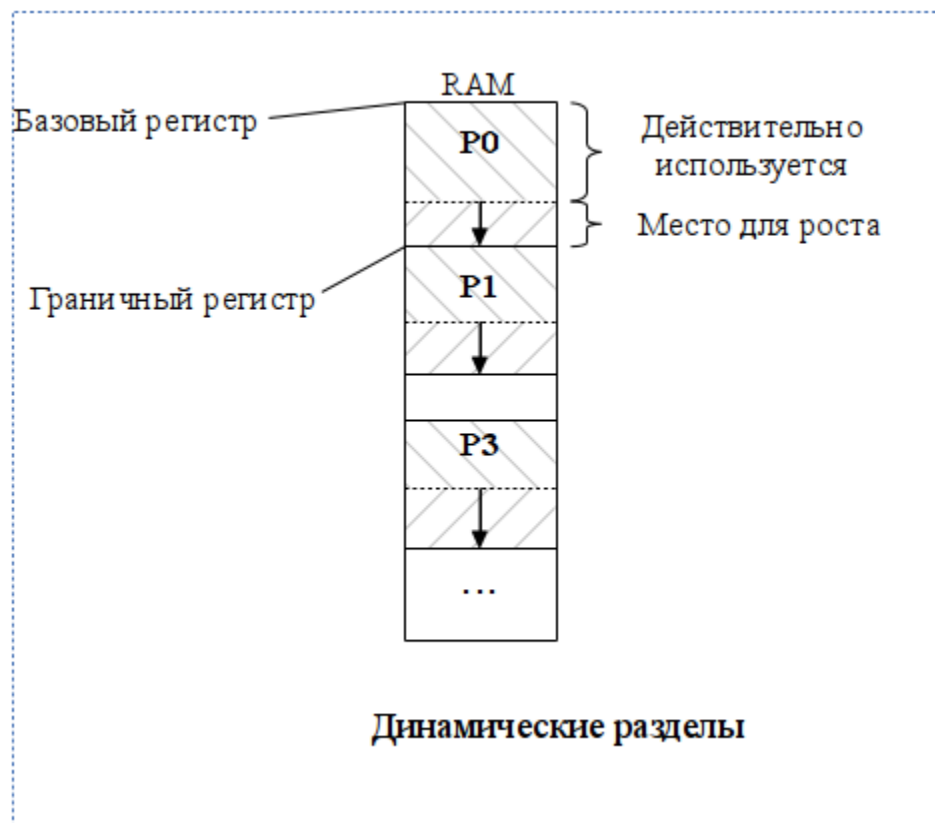 RAM
Базовый регистр
P0
Действительно
используется
Место для роста
P1
Граничный регистр
P3
...
Динамические разделы